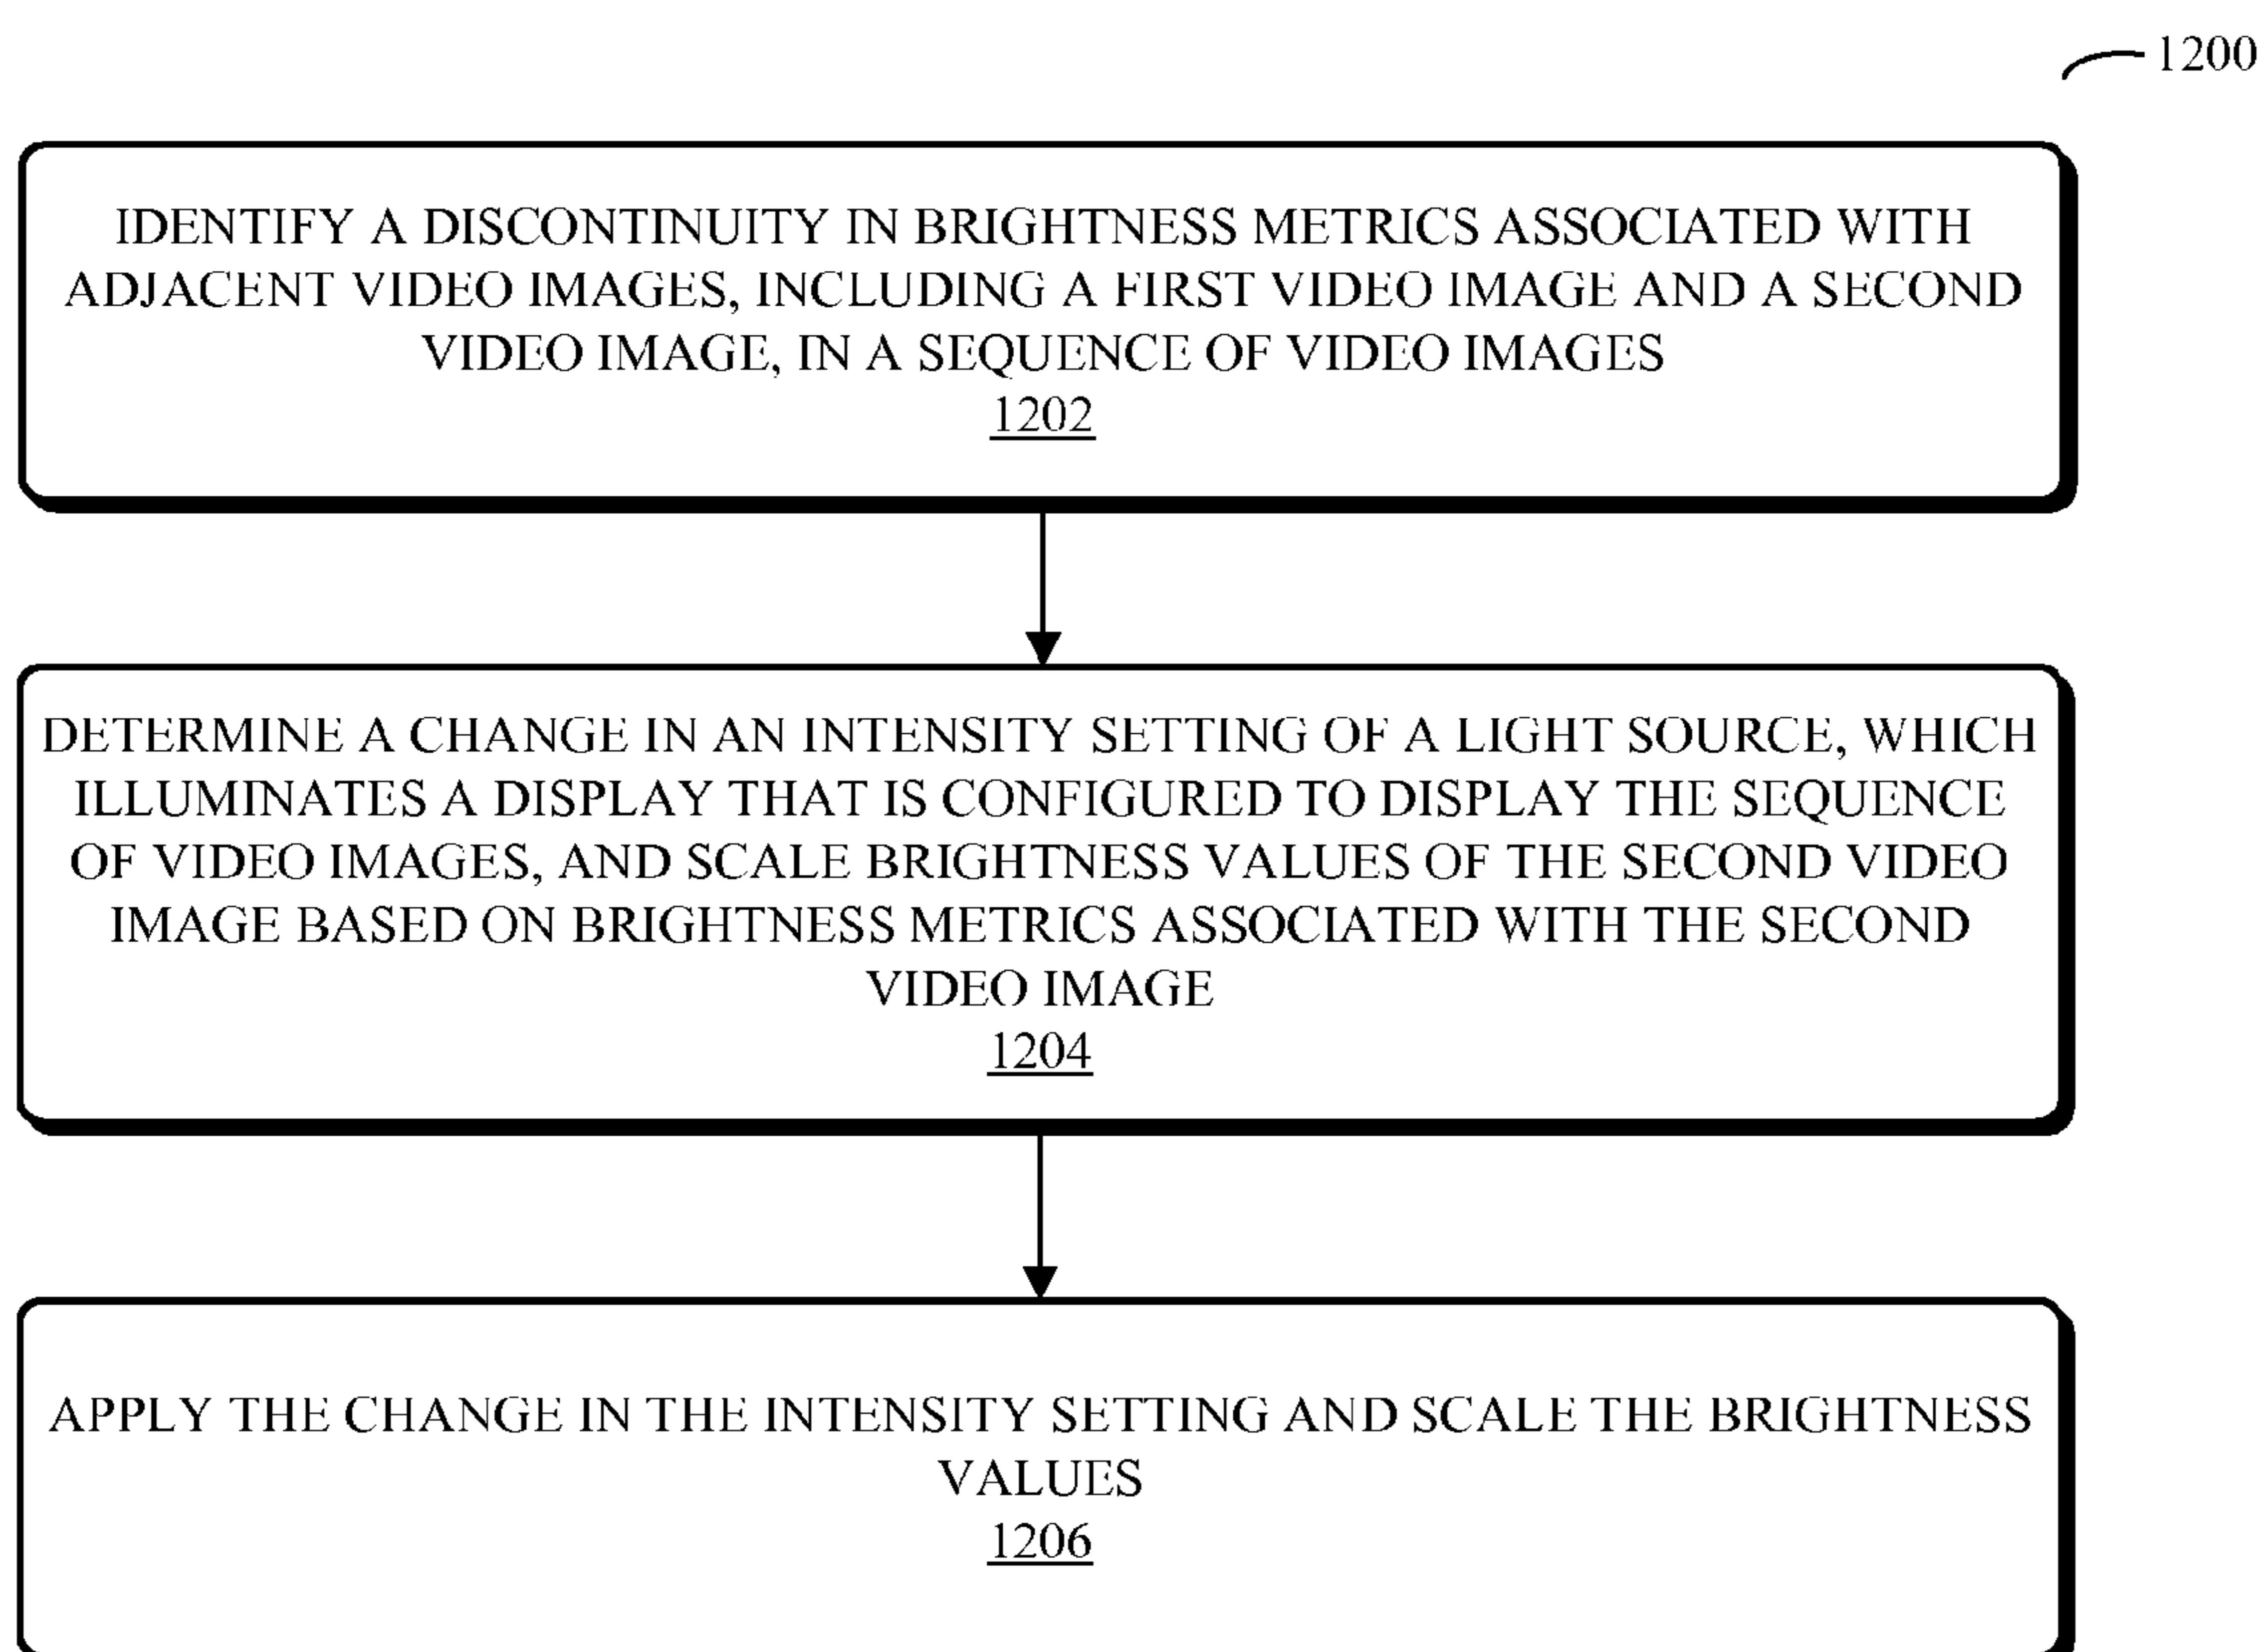 1200
IDENTIFY A DISCONTINUITY IN BRIGHTNESS METRICS ASSOCIATED WITH
ADJACENT VIDEO IMAGES, INCLUDING A FIRST VIDEO IMAGE AND A SECOND
VIDEO IMAGE, IN A SEQUENCE OF VIDEO IMAGES
1202
DETERMINE A CHANGE IN AN INTENSITY SETTING OF A LIGHT SOURCE, WHICH
ILLUMINATES A DISPLAY THAT IS CONFIGURED TO DISPLAY THE SEQUENCE
OF VIDEO IMAGES, AND SCALE BRIGHTNESS VALUES OF THE SECOND VIDEO
IMAGE BASED ON BRIGHTNESS METRICS ASSOCIATED WITH THE SECOND
VIDEO IMAGE
1204
APPLY THE CHANGE IN THE INTENSITY SETTING AND SCALE THE BRIGHTNESS
VALUES
1206